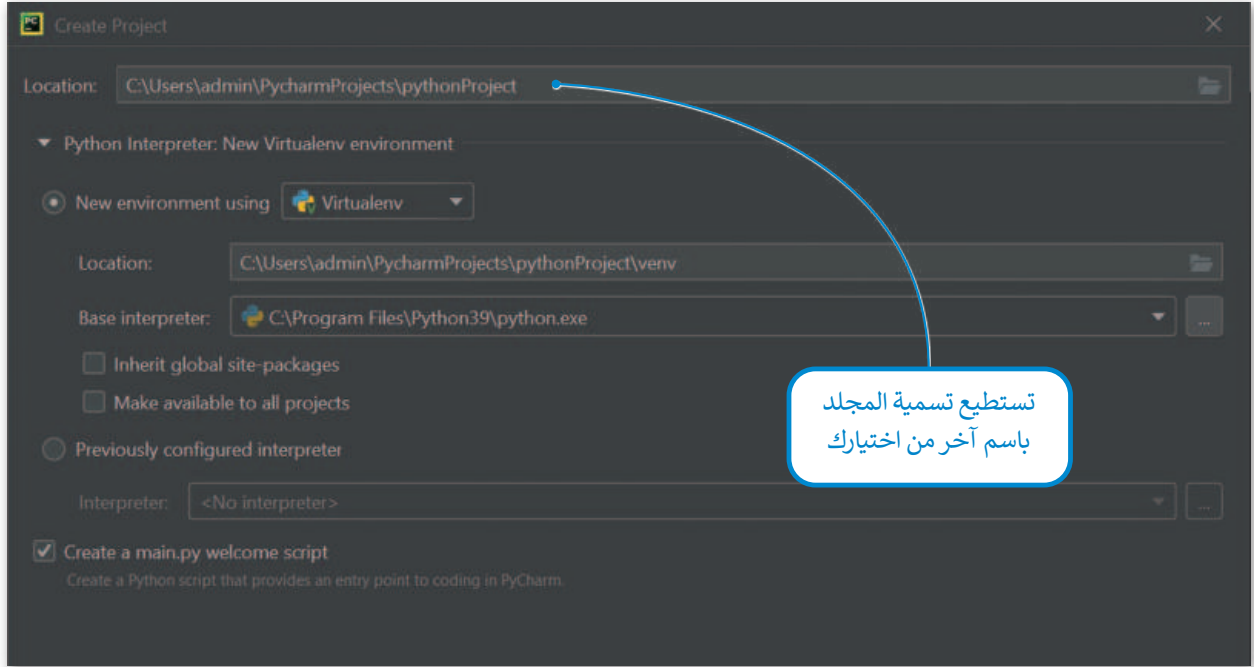 Create Project
Location: C:\Users\admin\PycharmProjects\pythonProject
Python Interpreter: New Virtualenv environment
New environment using Virtualenv
Location: C:\Users\admin\PycharmProjects\pythonProject\venv
Base interpreter: C:\Program Files\Python39\python.exe ...
Inherit global site-packages
Make available to all projects
تستطيع تسمية المجلد
باسم آخر من اختيارك
Previously configured interpreter
Interpreter: <No interpreter> ...
Create a main.py welcome script
Create a Python script that provides an entry point to coding in PyCharm.